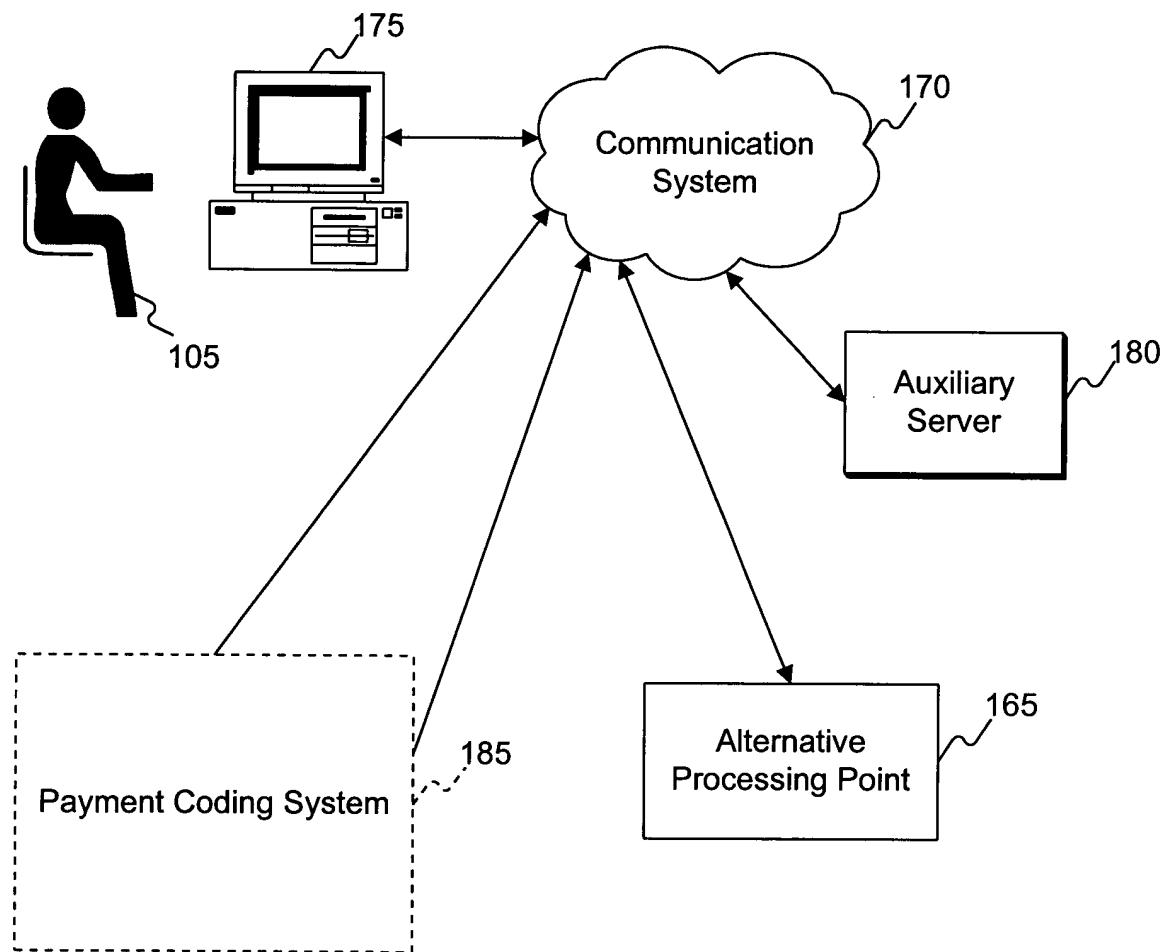 175
170
Communication
System
105
180
Auxiliary
Server
165
Alternative
Processing Point
185
Payment Coding System